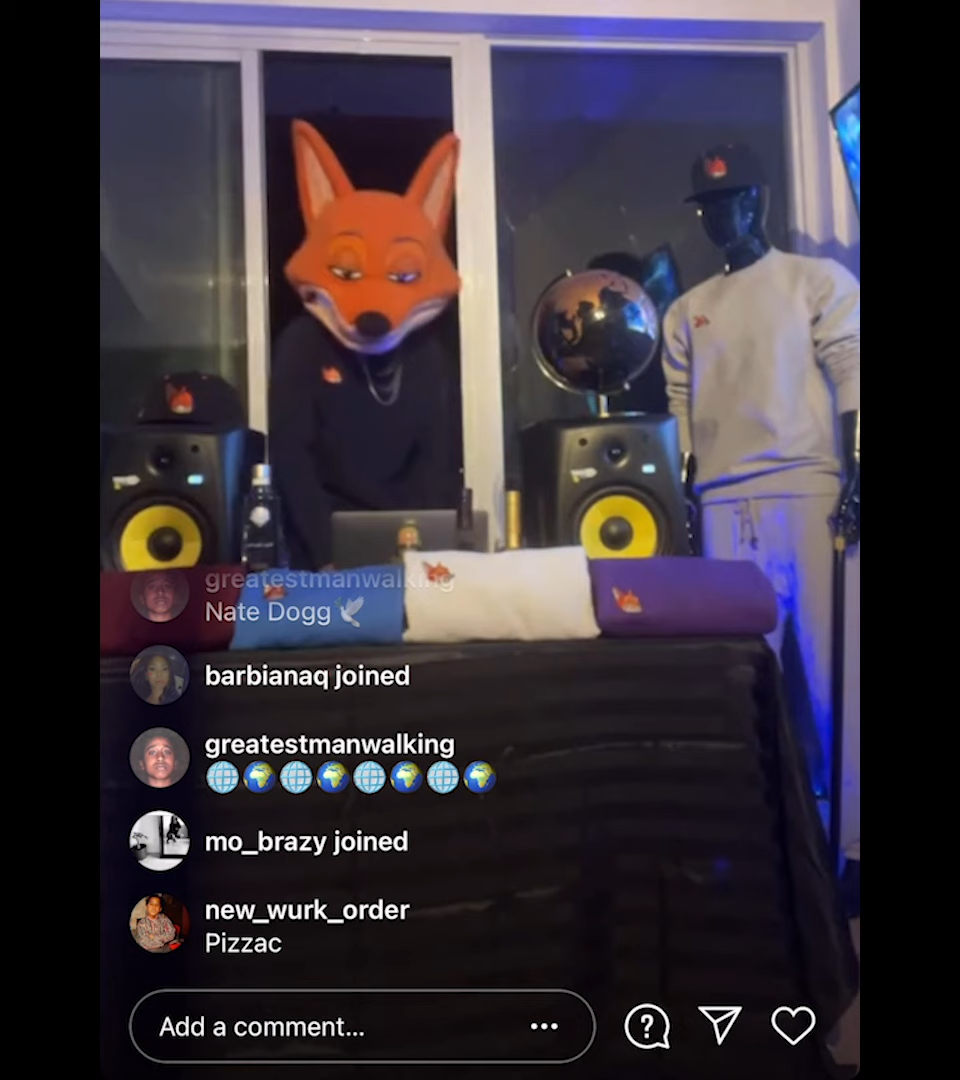 greatestmanwalking
Nate Dogg 🕊️
barbianaq joined
greatestmanwalking
🌐🌍🌐🌍🌐🌍🌐🌍
mo_brazy joined
new_wurk_order
Pizzac
Add a comment...